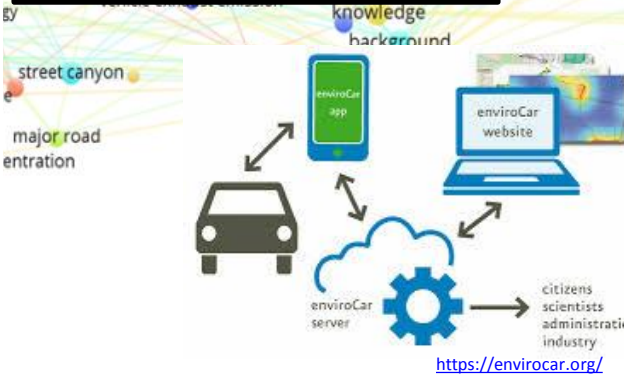 knowledge
background
street canyon
major road
entration
enviroCar
app
enviroCar
website
enviroCar
server
citizens
scientists
administratio
industry
https://envirocar.org/